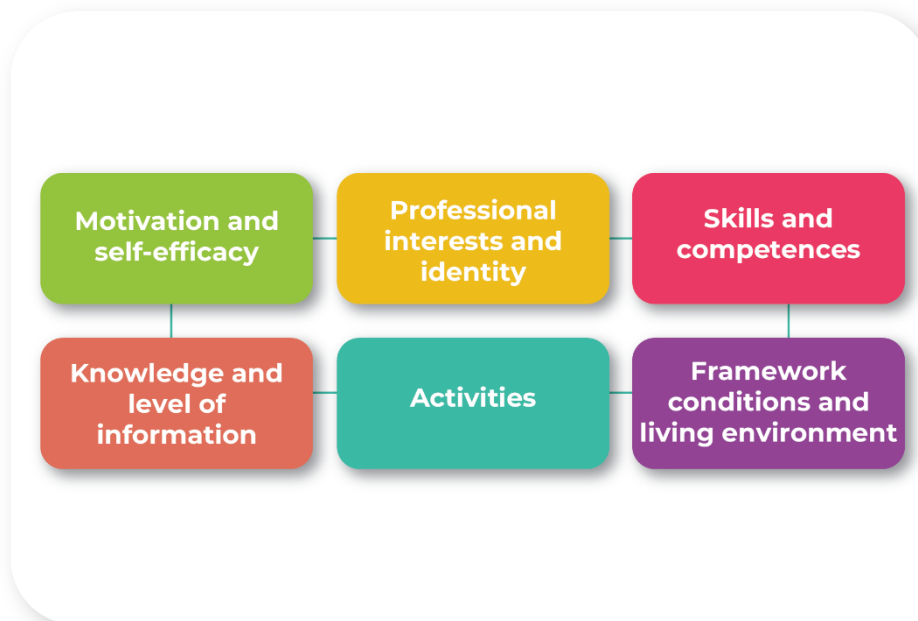 Motivation and
self-efficacy
Professional
interests and
identity
Skills and
competences
Knowledge and
level of
information
Activities
Framework
conditions and
living environment